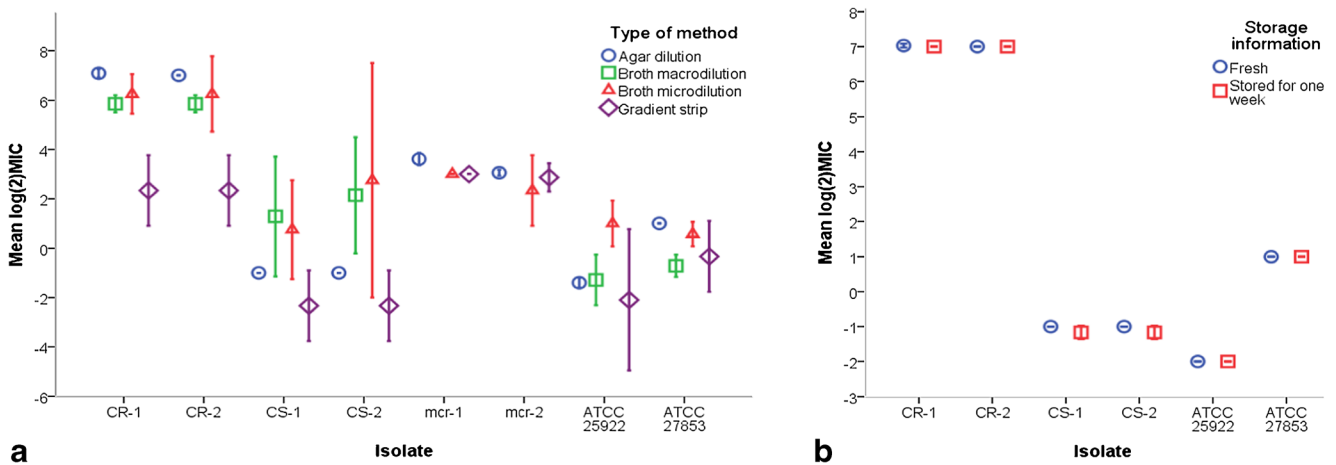 Type of method
Agar dilution
Broth macrodilution
Broth microdilution
Gradient strip
Mean log(2)MIC
8
6
4
2
0
-2
-4
-6
CR-1 CR-2 CS-1 CS-2 mcr-1 mcr-2 ATCC 25922 ATCC 27853
Isolate
a
Storage information
Fresh
Stored for one week
Mean log(2)MIC
8
7
6
5
4
3
2
1
0
-1
-2
-3
CR-1 CR-2 CS-1 CS-2 ATCC 25922 ATCC 27853
Isolate
b